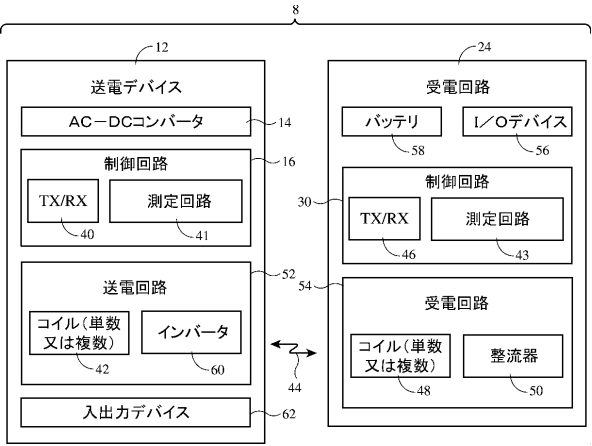 8
12
送電デバイス
AC－DCコンバータ
14
制御回路
16
TX/RX
40
測定回路
41
送電回路
52
コイル（単数
又は複数）
42
インバータ
60
入出力デバイス
62
44
24
受電回路
バッテリ
58
I／Oデバイス
56
制御回路
30
TX/RX
46
測定回路
43
54
受電回路
コイル（単数
又は複数）
48
整流器
50